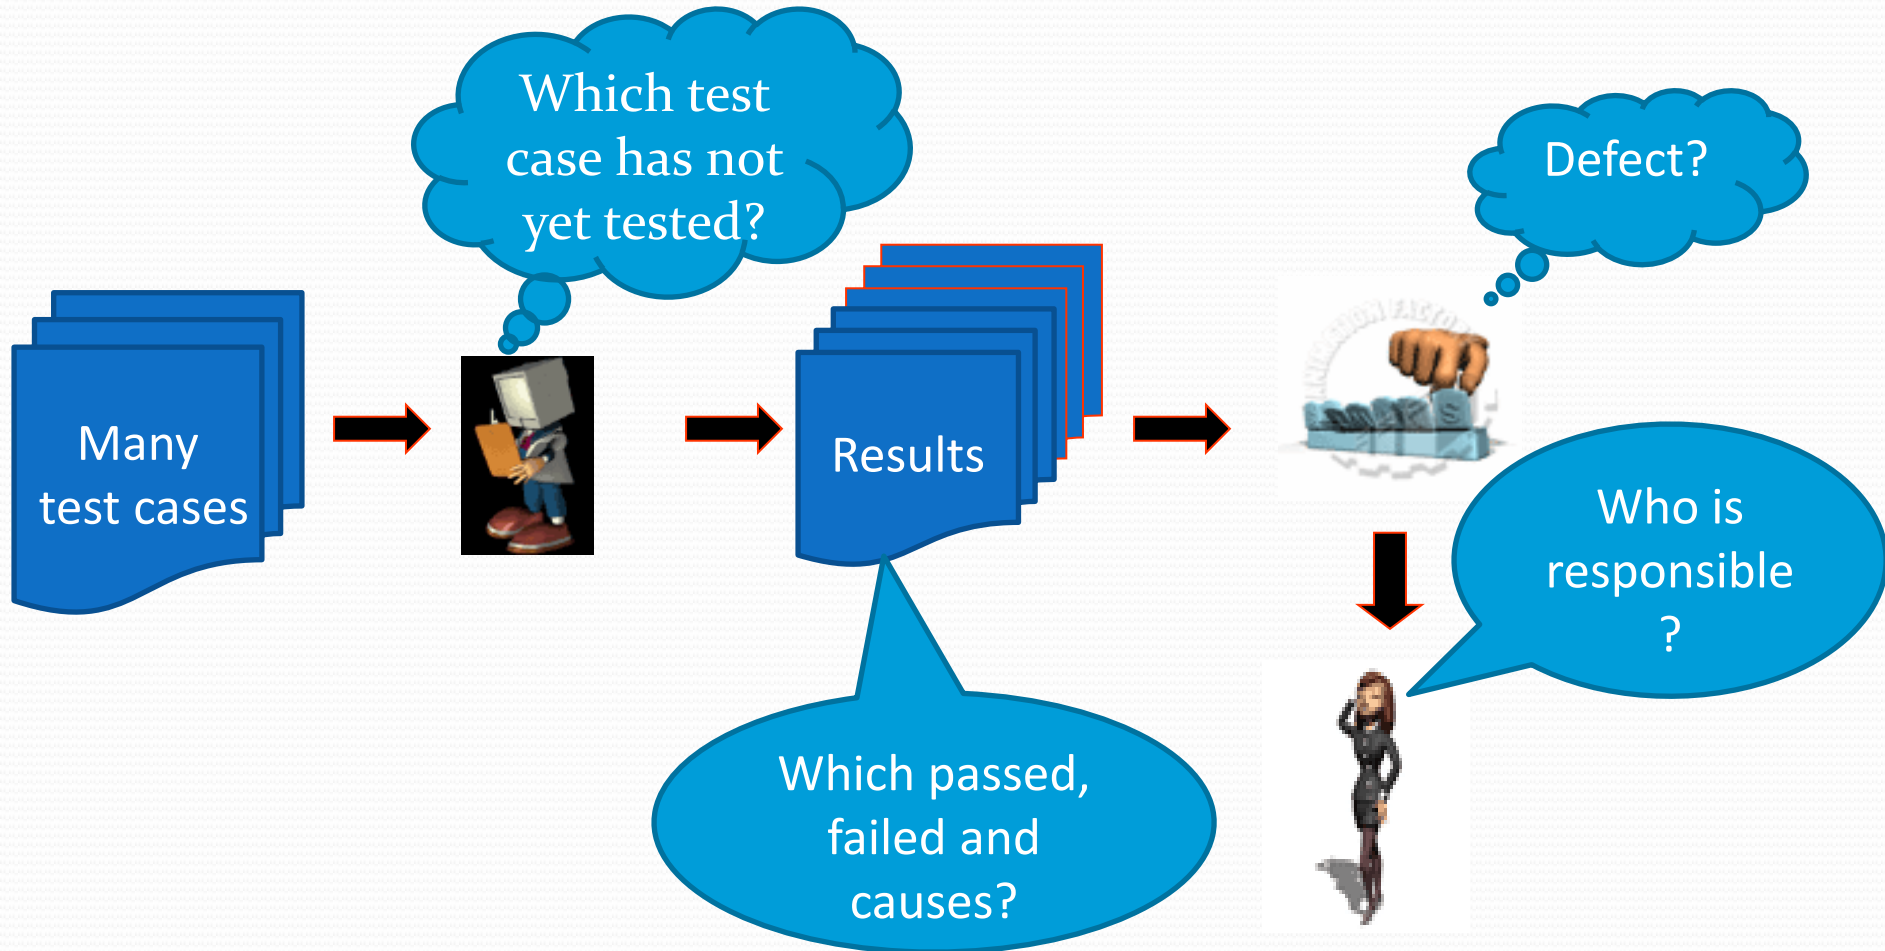 Which test
case has not
yet tested?
Defect?
Many
test cases
Results
Who is
responsible
?
Which passed,
failed and
causes?